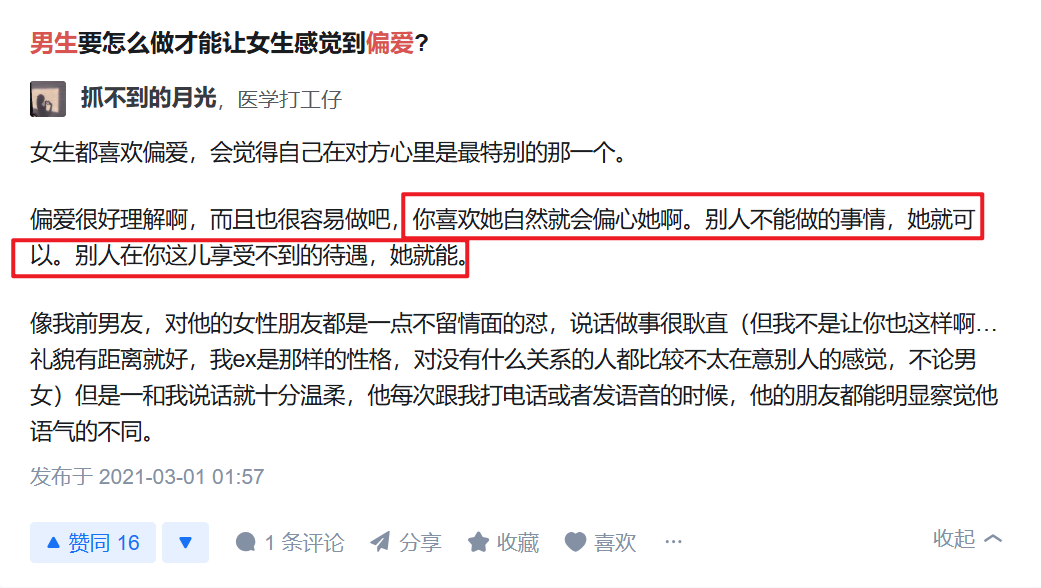 男生要怎么做才能让女生感觉到偏爱?
抓不到的月光，医学打工仔
女生都喜欢偏爱，会觉得自己在对方心里是最特别的那一个。
偏爱很好理解啊，而且也很容易做吧，你喜欢她自然就会偏心她啊。别人不能做的事情，她就可
以。别人在你这儿享受不到的待遇，她就能。
像我前男友，对他的女性朋友都是一点不留情面的怼，说话做事很耿直（但我不是让你也这样啊…
礼貌有距离就好，我ex是那样的性格，对没有什么关系的人都比较不太在意别人的感觉，不论男
女）但是一和我说话就十分温柔，他每次跟我打电话或者发语音的时候，他的朋友都能明显察觉他
语气的不同。
发布于 2021-03-01 01:57
赞同 16 1 条评论 分享 收藏 喜欢 ··· 收起